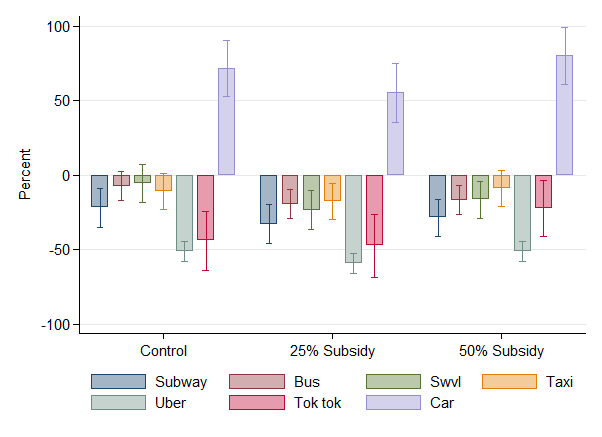 100
50
0
-50
-100
Percent
Control 25% Subsidy 50% Subsidy
Subway Bus Swvl Taxi
Uber Tok tok Car